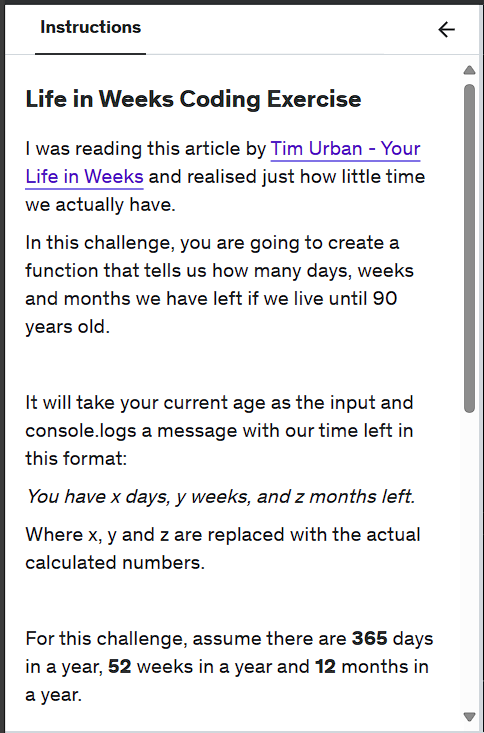 Instructions
Life in Weeks Coding Exercise
I was reading this article by Tim Urban - Your
Life in Weeks and realised just how little time
we actually have.
In this challenge, you are going to create a
function that tells us how many days, weeks
and months we have left if we live until 90
years old.
It will take your current age as the input and
console.logs a message with our time left in
this format:
You have x days, y weeks, and z months left.
Where x, y and z are replaced with the actual
calculated numbers.
For this challenge, assume there are 365 days
in a year, 52 weeks in a year and 12 months in
a year.